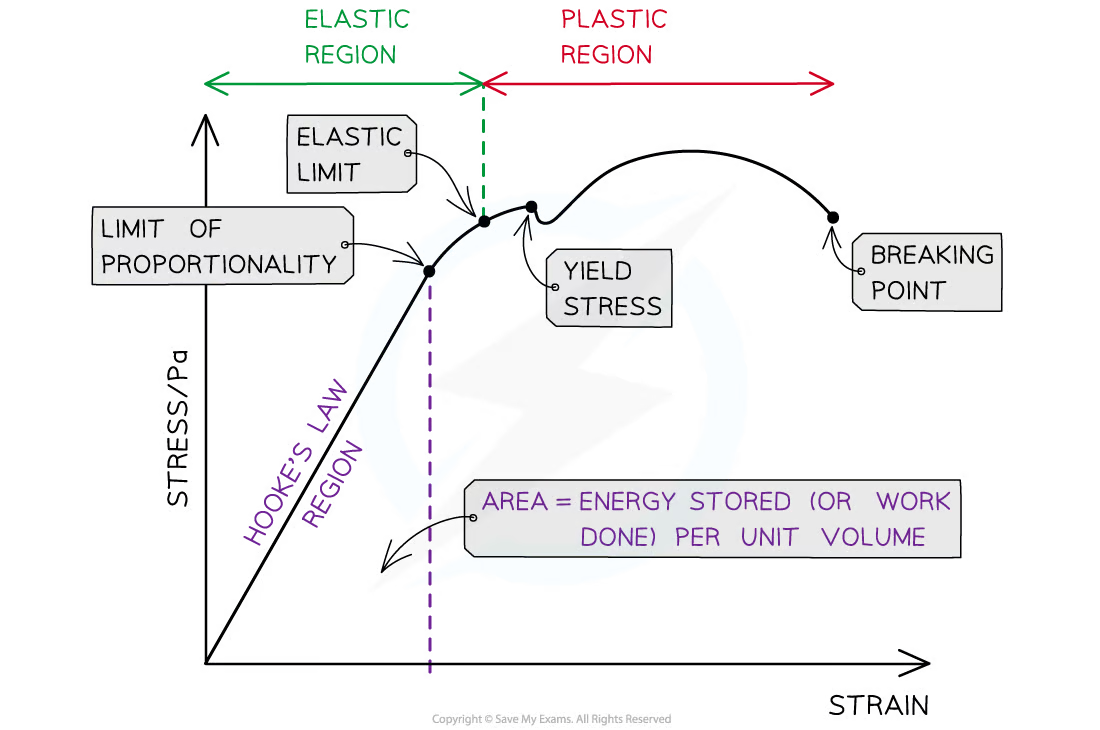 ELASTIC
REGION
PLASTIC
REGION
ELASTIC
LIMIT
LIMIT OF
PROPORTIONALITY
YIELD
STRESS
BREAKING
POINT
STRESS/Pa
HOOKE'S LAW
REGION
AREA = ENERGY STORED (OR WORK
DONE) PER UNIT VOLUME
STRAIN
Copyright © Save My Exams. All Rights Reserved